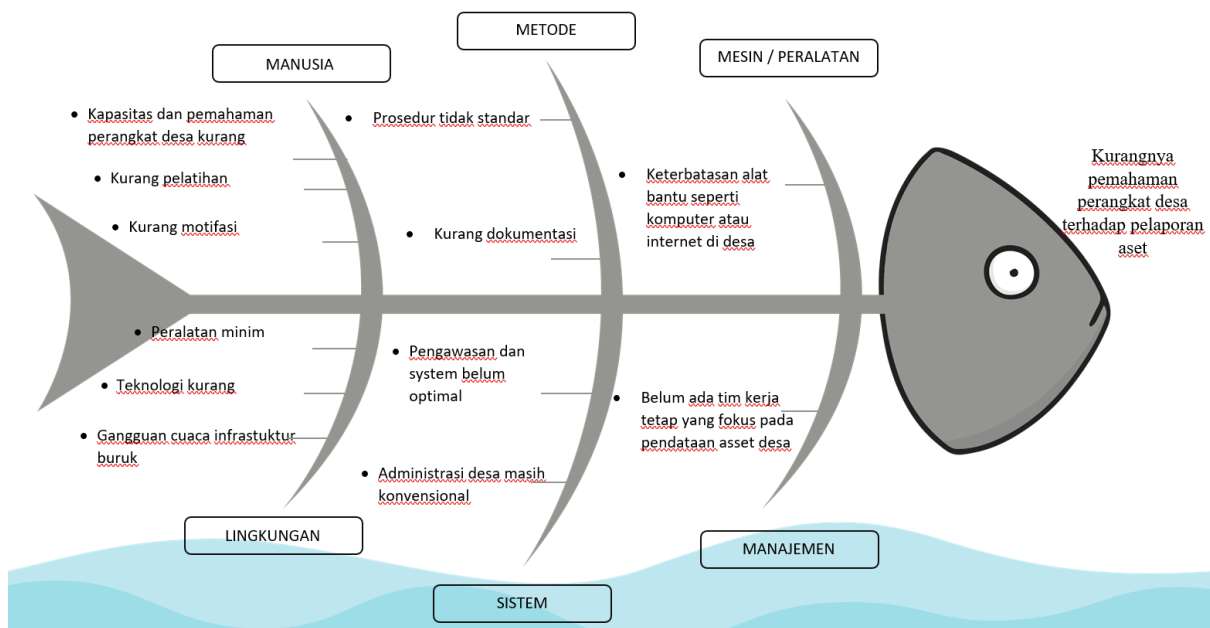 METODE
MANUSIA
MESIN / PERALATAN
• Kapasitas dan pemahaman
perangkat desa kurang
• Kurang pelatihan
• Kurang motifasi
• Prosedur tidak standar
• Kurang dokumentasi
• Keterbatasan alat
bantu seperti
komputer atau
internet di desa
Kurangnya
pemahaman
perangkat desa
terhadap pelaporan
aset
• Peralatan minim
• Teknologi kurang
• Gangguan cuaca infrastuktur
buruk
• Pengawasan dan
system belum
optimal
• Administrasi desa masih
konvensional
• Belum ada tim kerja
tetap yang fokus pada
pendataan asset desa
LINGKUNGAN
MANAJEMEN
SISTEM